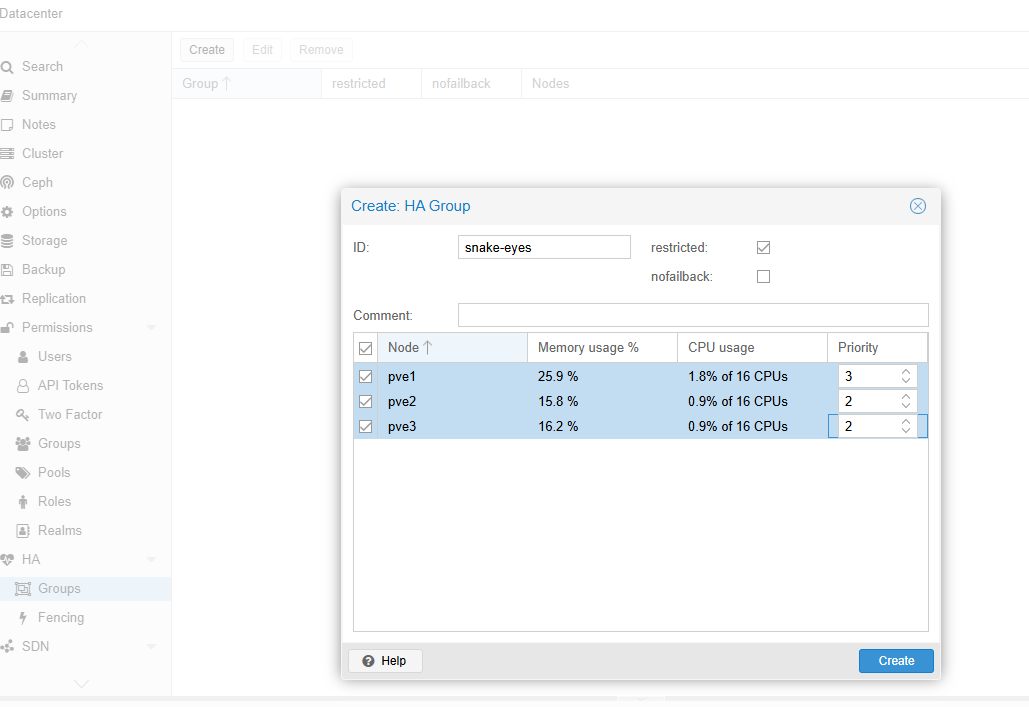 Datacenter
Create Edit Remove
Group restricted nofailback Nodes
Search
Summary
Notes
Cluster
Ceph
Options
Storage
Backup
Replication
Permissions
Users
API Tokens
Two Factor
Groups
Pools
Roles
Realms
HA
Groups
Fencing
SDN
Create: HA Group
ID: snake-eyes restricted:
nofailback:
Comment:
Node Memory usage % CPU usage Priority
pve1 25.9 % 1.8% of 16 CPUs 3
pve2 15.8 % 0.9% of 16 CPUs 2
pve3 16.2 % 0.9% of 16 CPUs 2
Help Create